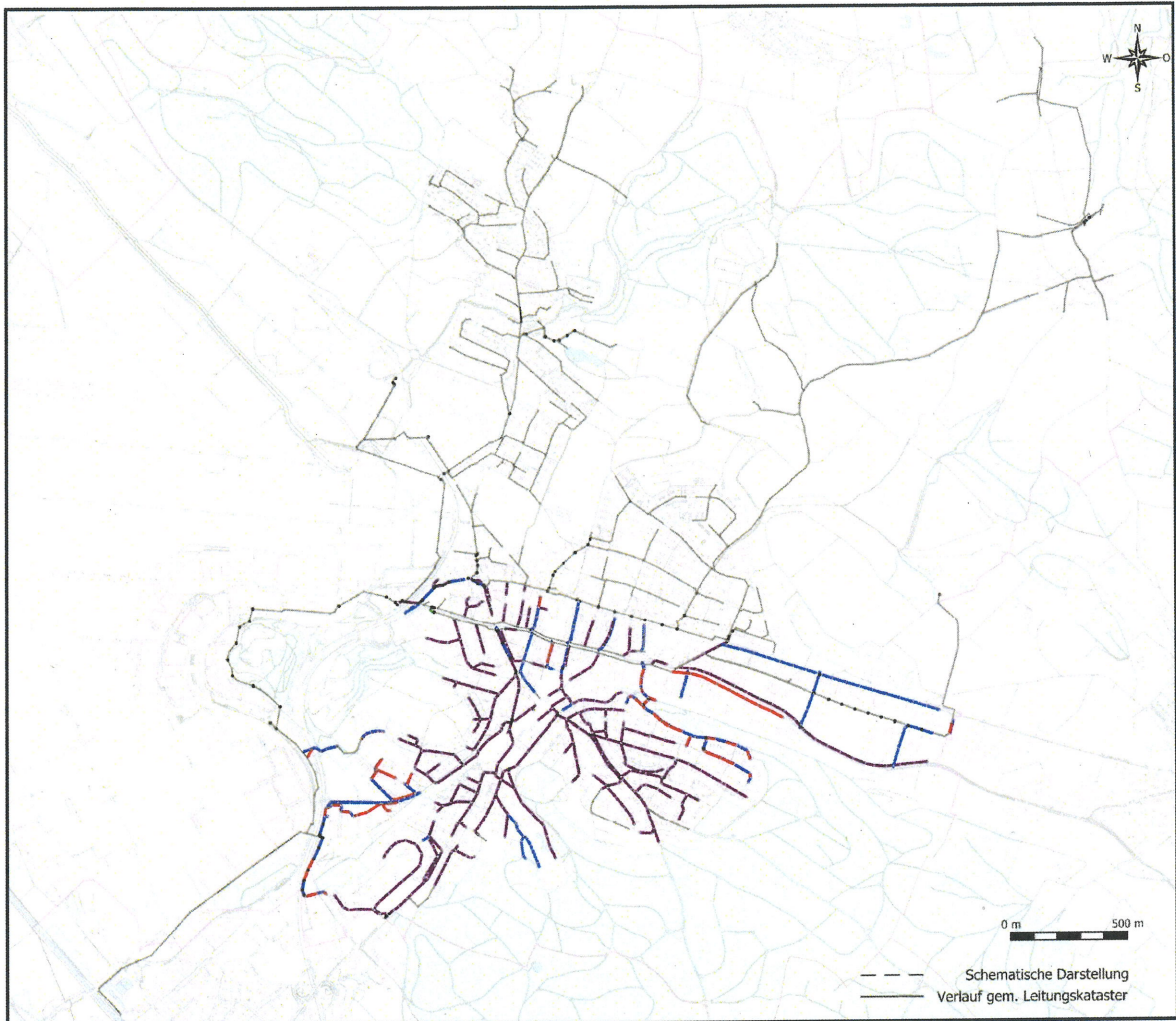 N
W O
S
0 m 500 m
Schematische Darstellung
Verlauf gem. Leitungskataster